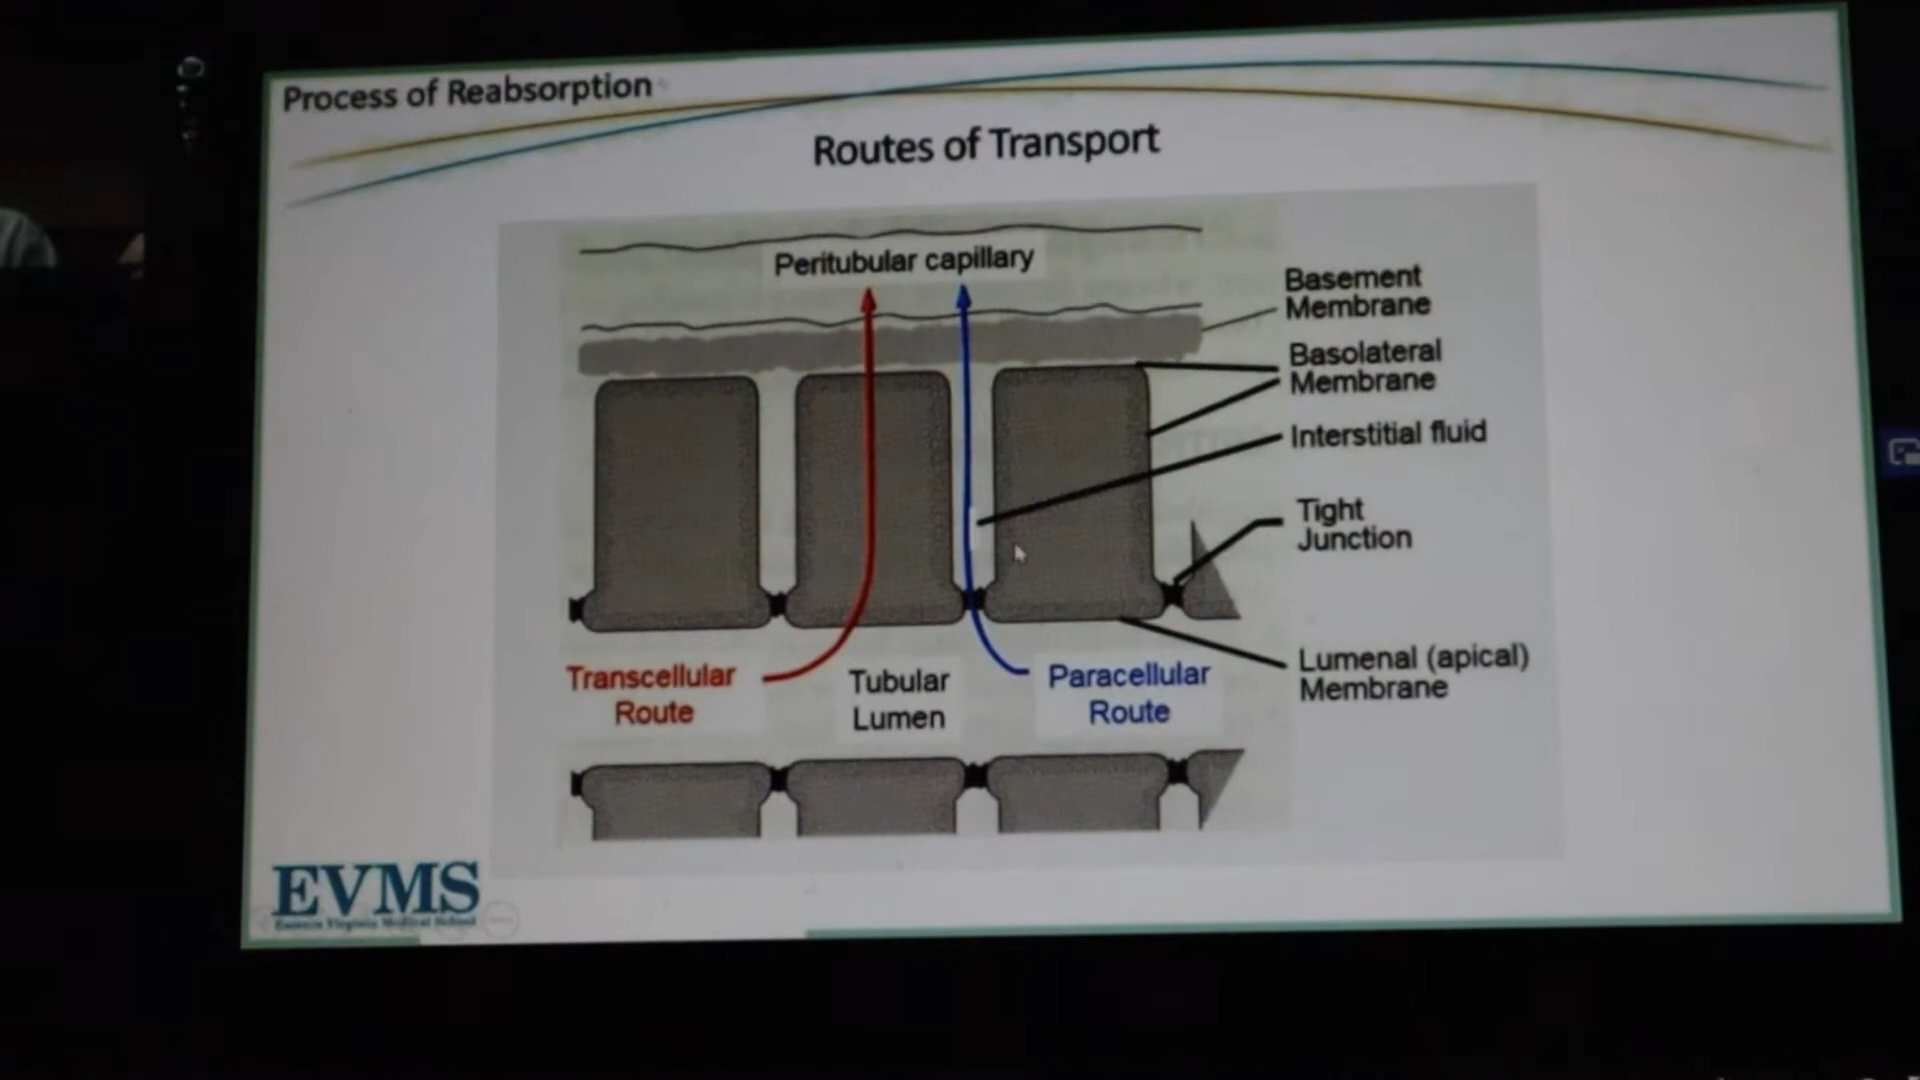 Process of Reabsorption
Routes of Transport
Peritubular capillary
Basement
Membrane
Basolateral
Membrane
Interstitial fluid
Tight
Junction
Lumenal (apical)
Membrane
Transcellular
Route
Tubular
Lumen
Paracellular
Route
EVMS
Eastern Virginia Medical School